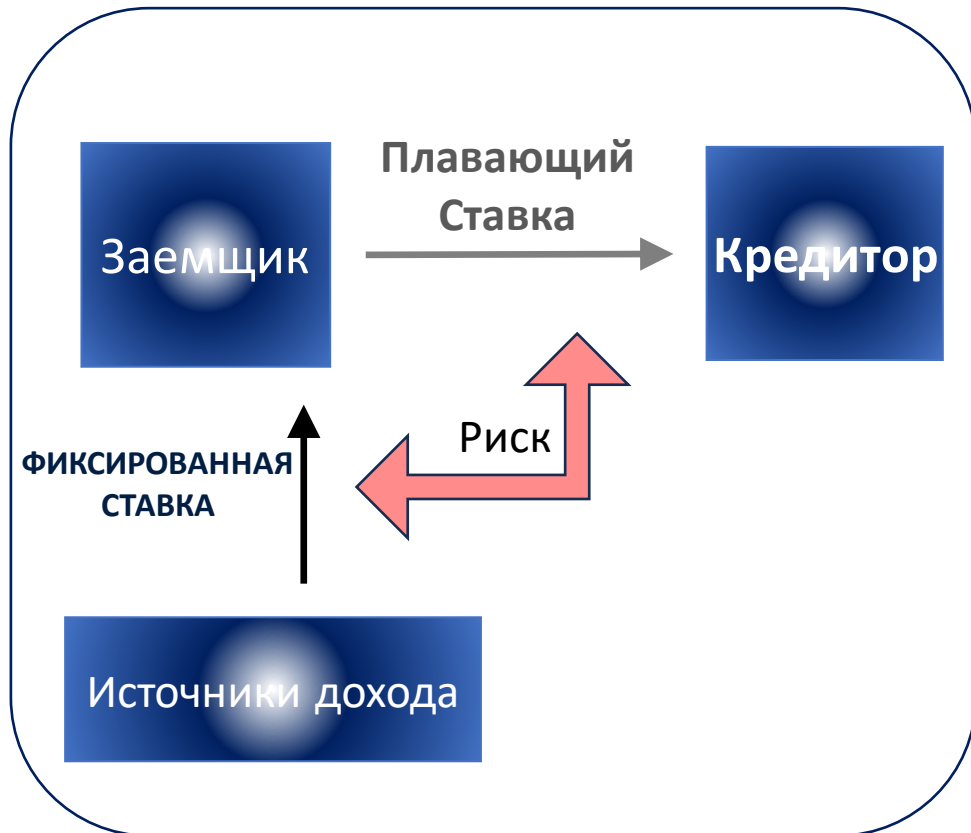 Плавающий
Ставка
Заемщик
Кредитор
Риск
ФИКСИРОВАННАЯ
СТАВКА
Источники дохода